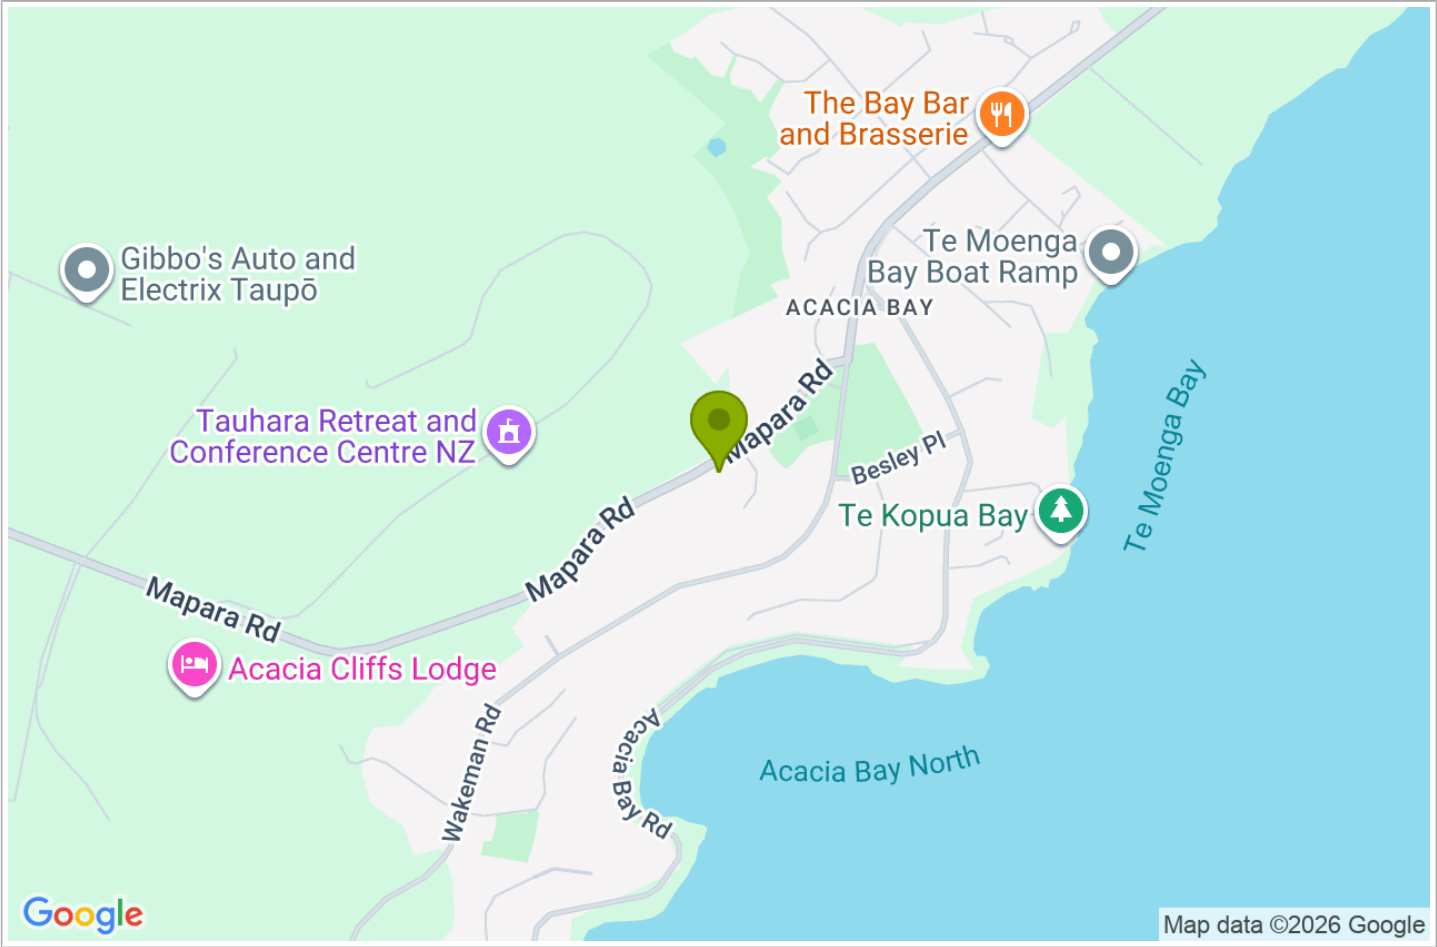 The Bay Bar
and Brasserie
Te Moenga
Bay Boat Ramp
Gibbo's Auto and
Electrix Taupō
ACACIA BAY
Mapara Rd
Te Moenga Bay
Tauhara Retreat and
Conference Centre NZ
Besley Pl
Te Kopua Bay
Mapara Rd
Mapara Rd
Acacia Cliffs Lodge
Wakeman Rd
Acacia Bay Rd
Acacia Bay North
Google
Map data ©2026 Google